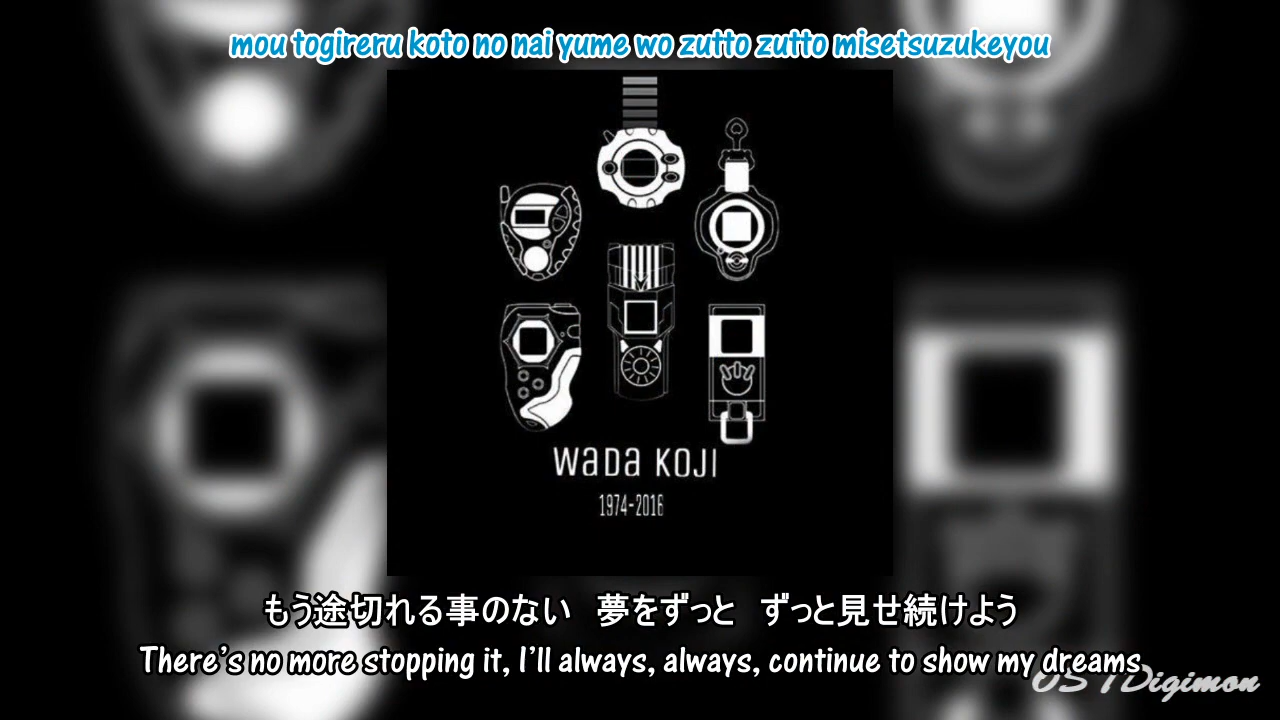 mou togireru koto no nai yume wo zutto zutto misetsuzukeyou
WADA KOJI
1974-2016
もう途切れる事のない　夢をずっと　ずっと見せ続けよう
There's no more stopping it, I'll always, always, continue to show my dreams
OST Digimon